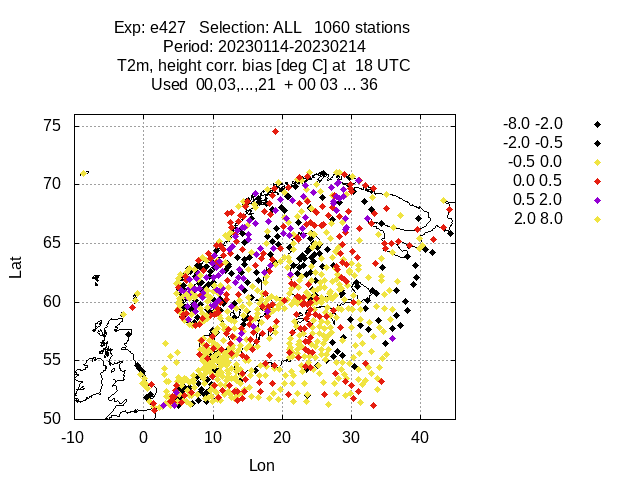 Exp: e427   Selection: ALL   1060 stations
Period: 20230114-20230214
T2m, height corr. bias [deg C] at  18 UTC
Used  00,03,...,21  + 00 03 ... 36
-8.0 -2.0
-2.0 -0.5
-0.5 0.0
0.0 0.5
0.5 2.0
2.0 8.0
75
70
65
60
55
50
Lat
-10 0 10 20 30 40
Lon